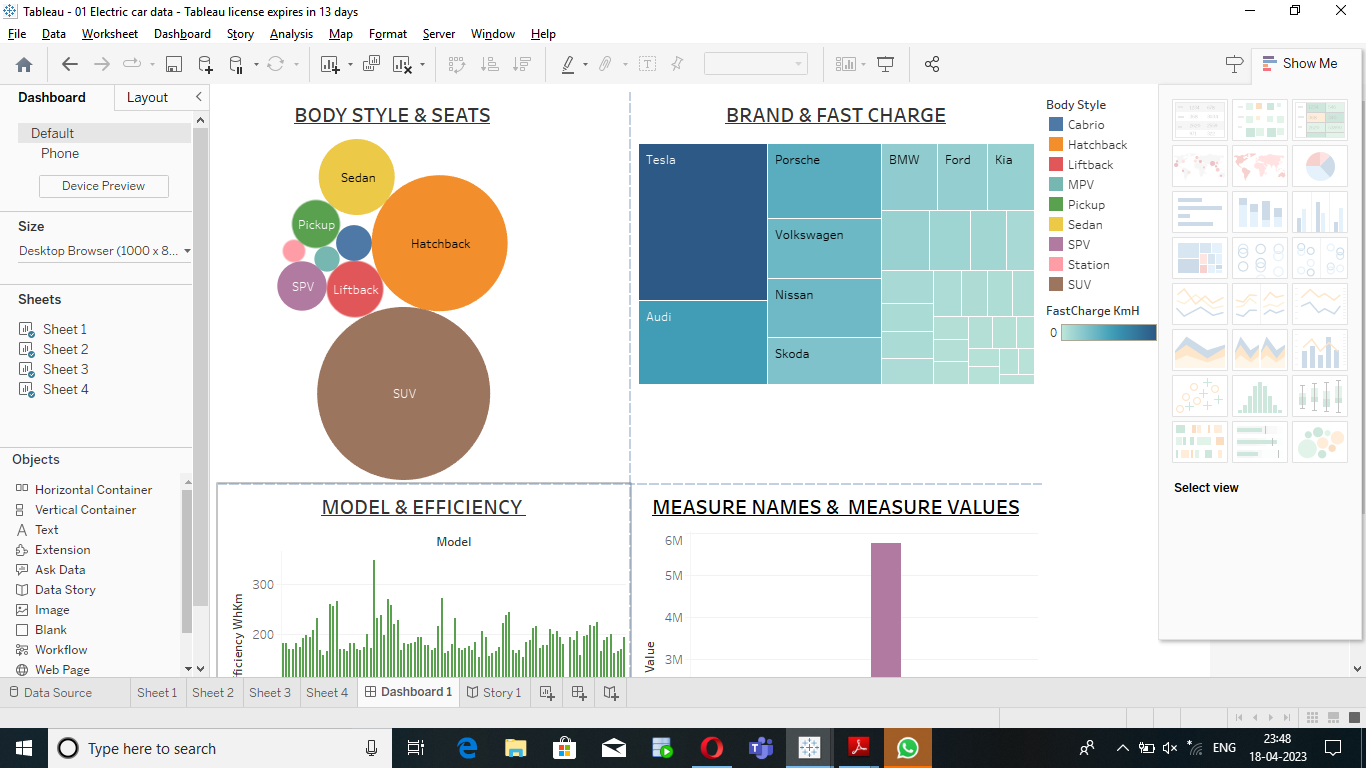 Tableau - 01 Electric car data - Tableau license expires in 13 days
File Data Worksheet Dashboard Story Analysis Map Format Server Window Help
Show Me
Dashboard Layout
Default
Phone
Device Preview
Size
Desktop Browser (1000 x 8...
Sheets
Sheet 1
Sheet 2
Sheet 3
Sheet 4
Objects
Horizontal Container
Vertical Container
Text
Extension
Ask Data
Data Story
Image
Blank
Workflow
Web Page
BODY STYLE & SEATS
Sedan
Pickup
Hatchback
SPV
Liftback
SUV
BRAND & FAST CHARGE
Tesla
Audi
Porsche
Volkswagen
Nissan
Skoda
BMW
Ford
Kia
Body Style
Cabrio
Hatchback
Liftback
MPV
Pickup
Sedan
SPV
Station
SUV
FastCharge KmH
0
Select view
MODEL & EFFICIENCY
Model
300
200
fficiency WhKm
MEASURE NAMES & MEASURE VALUES
6M
5M
4M
3M
Value
Data Source Sheet 1 Sheet 2 Sheet 3 Sheet 4 Dashboard 1 Story 1
Type here to search
ENG
23:48
18-04-2023